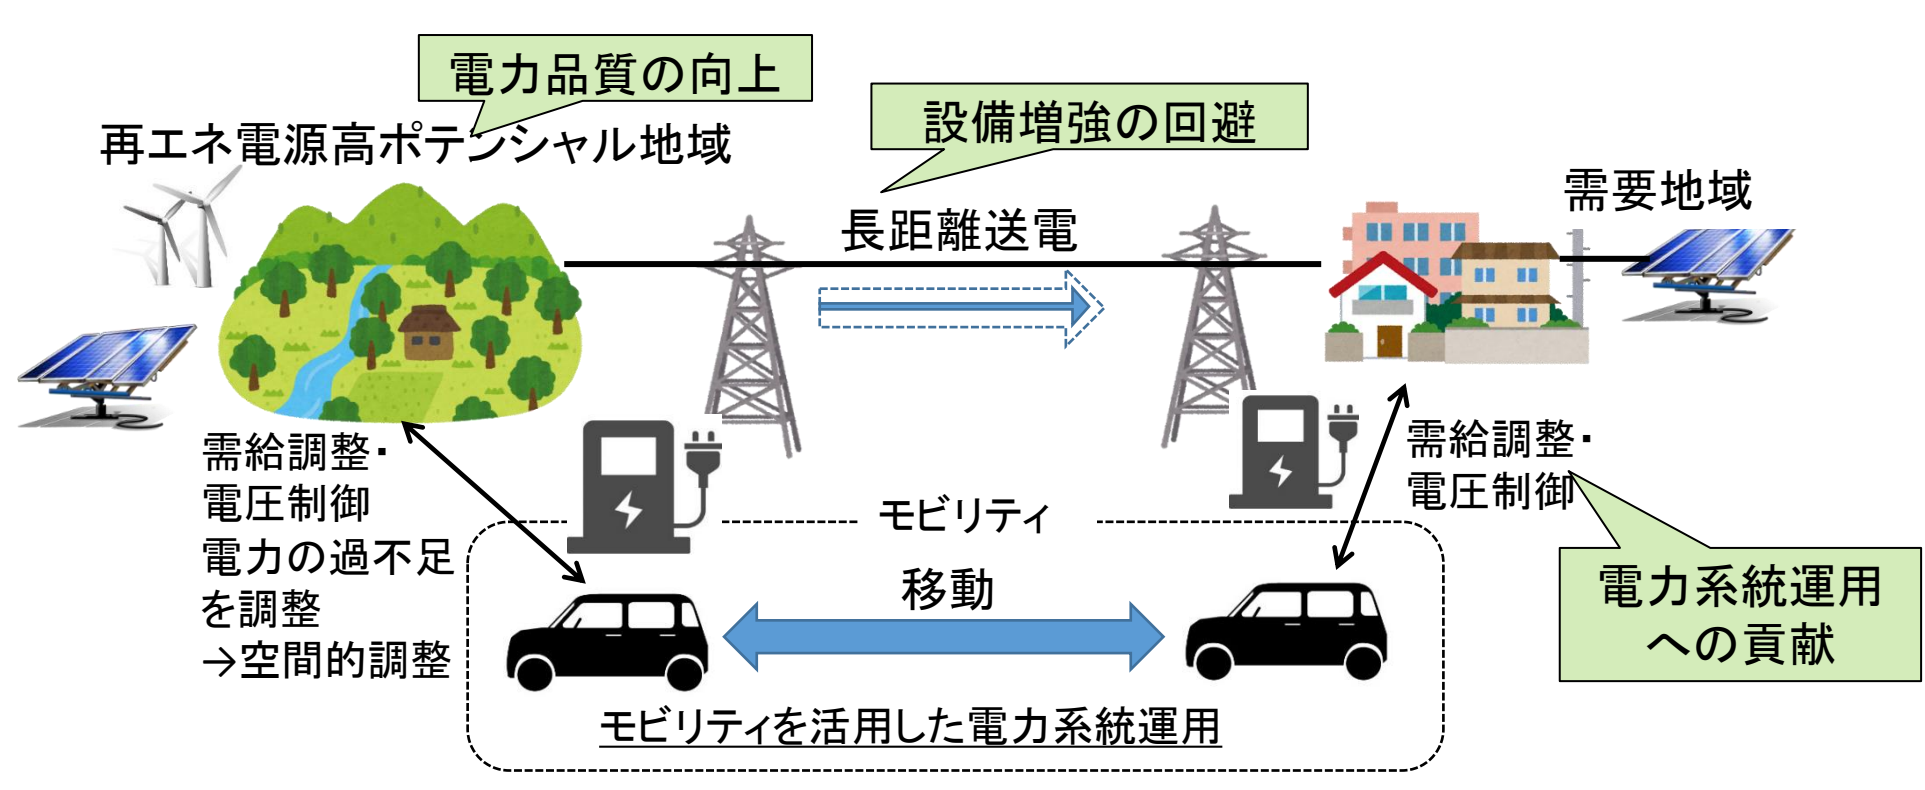 電力品質の向上
再エネ電源高ポテンシャル地域
設備増強の回避
長距離送電
需要地域
需給調整・
電圧制御
電力の過不足
を調整
→空間的調整
モビリティ
移動
モビリティを活用した電力系統運用
需給調整・
電圧制御
電力系統運用
への貢献